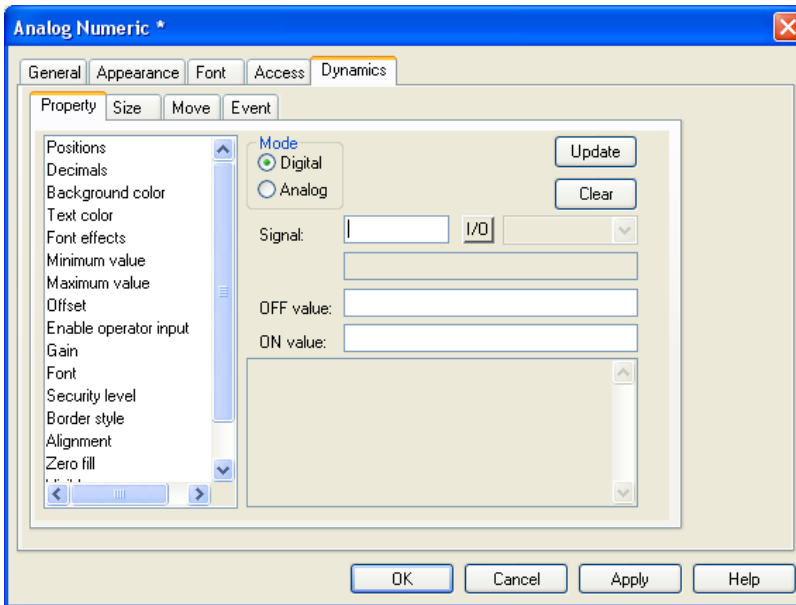 Analog Numeric *
General Appearance Font Access Dynamics
Property Size Move Event
Positions
Decimals
Background color
Text color
Font effects
Minimum value
Maximum value
Offset
Enable operator input
Gain
Font
Security level
Border style
Alignment
Zero fill
Mode
Digital
Analog
Update
Clear
Signal: I/O
OFF value:
ON value:
OK Cancel Apply Help